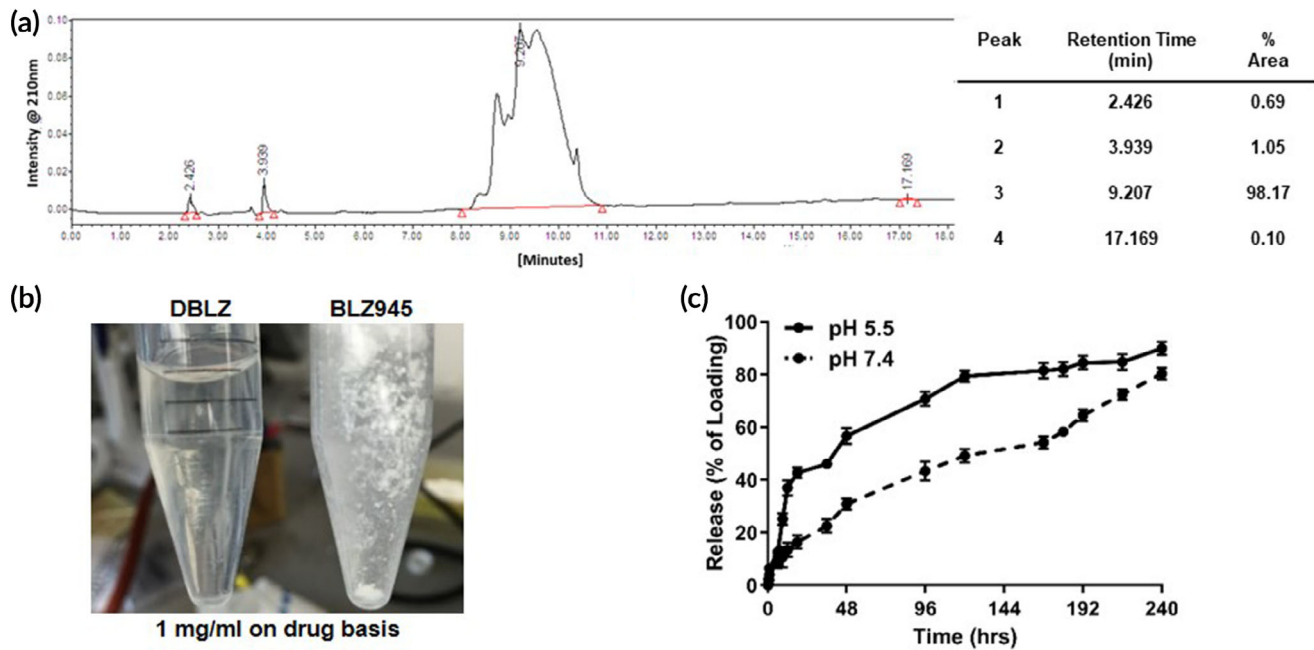 (a)
Intensity @ 210nm
0.10
0.08
0.06
0.04
0.02
0.00
2.426
3.939
9.207
17.169
0.00 1.00 2.00 3.00 4.00 5.00 6.00 7.00 8.00 9.00 10.00 11.00 12.00 13.00 14.00 15.00 16.00 17.00 18.0
[Minutes]
Peak Retention Time (min) % Area
1 2.426 0.69
2 3.939 1.05
3 9.207 98.17
4 17.169 0.10
(b)
DBLZ BLZ945
1 mg/ml on drug basis
(c)
Release (% of Loading)
100
80
60
40
20
0
pH 5.5
pH 7.4
0 48 96 144 192 240
Time (hrs)